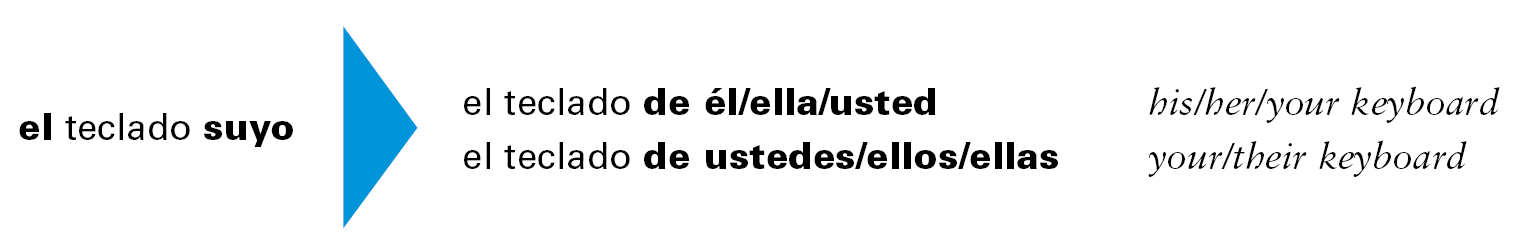 el teclado suyo
el teclado de él/ella/usted his/her/your keyboard
el teclado de ustedes/ellos/ellas your/their keyboard